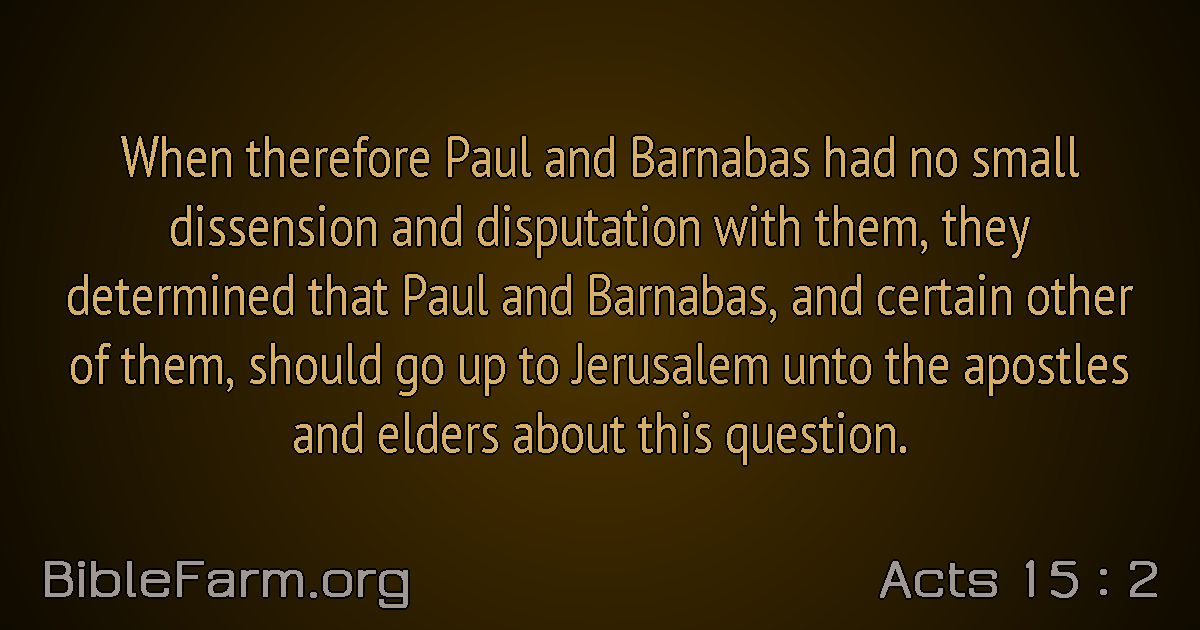 When therefore Paul and Barnabas had no small
dissension and disputation with them, they
determined that Paul and Barnabas, and certain other
of them, should go up to Jerusalem unto the apostles
and elders about this question.
BibleFarm.org
Acts 15 : 2